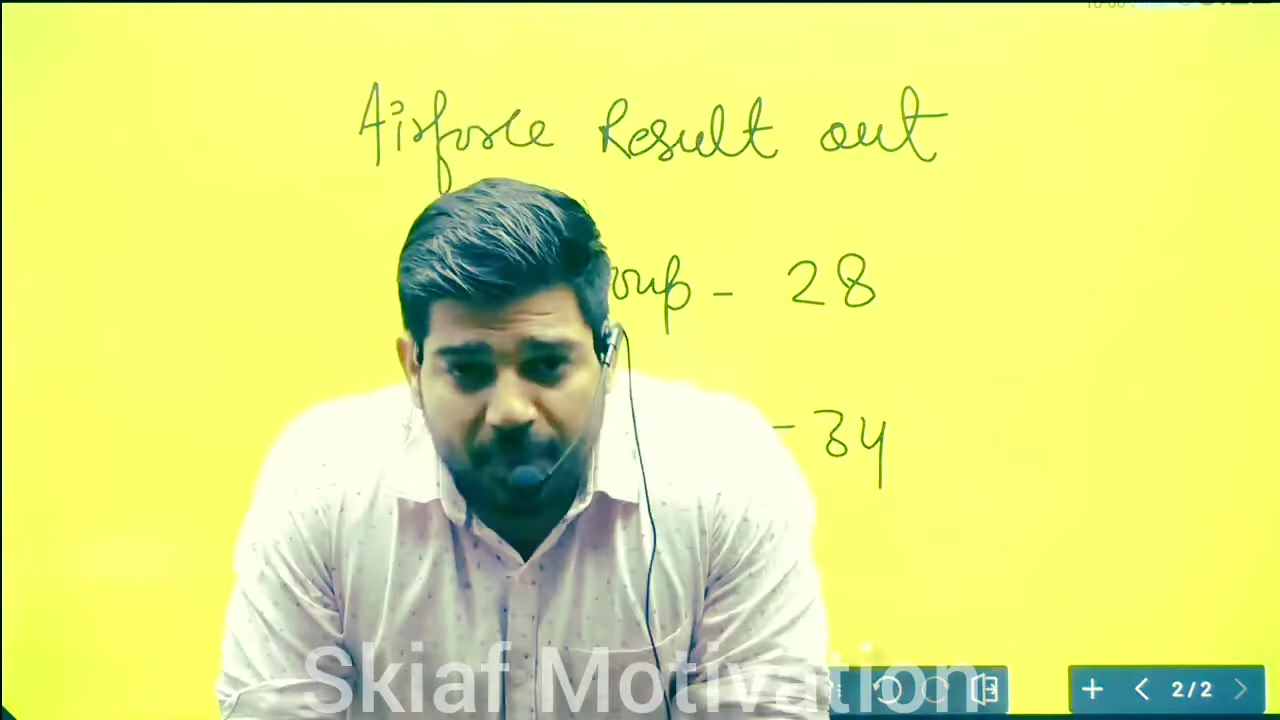 Airforce Result out
oup - 28
- 34
Skiaf Motivation
2/2